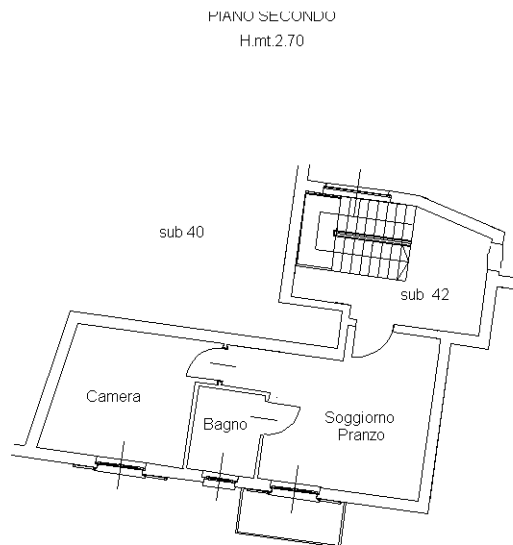 PIANO SECONDO
H.mt.2.70
sub 40
sub 42
Camera
Bagno
Soggiorno
Pranzo